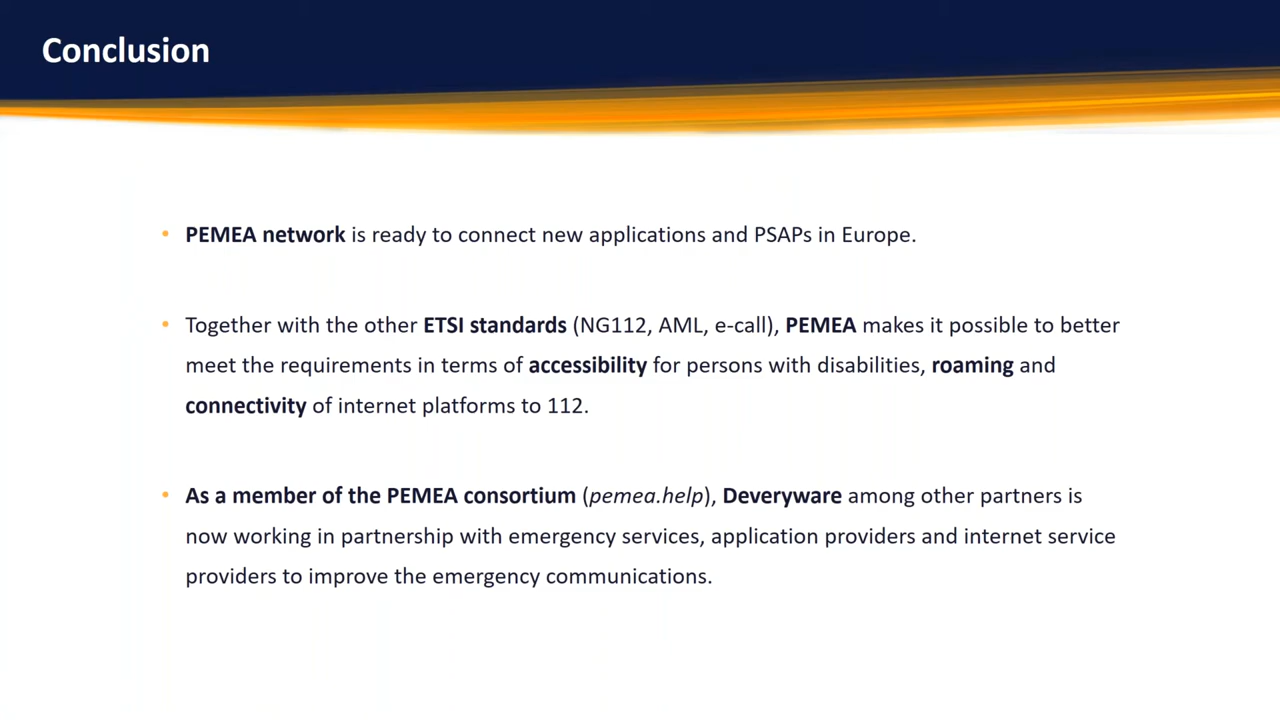 Conclusion
• PEMEA network is ready to connect new applications and PSAPs in Europe.
• Together with the other ETSI standards (NG112, AML, e-call), PEMEA makes it possible to better
meet the requirements in terms of accessibility for persons with disabilities, roaming and
connectivity of internet platforms to 112.
• As a member of the PEMEA consortium (pemea.help), Deveryware among other partners is
now working in partnership with emergency services, application providers and internet service
providers to improve the emergency communications.